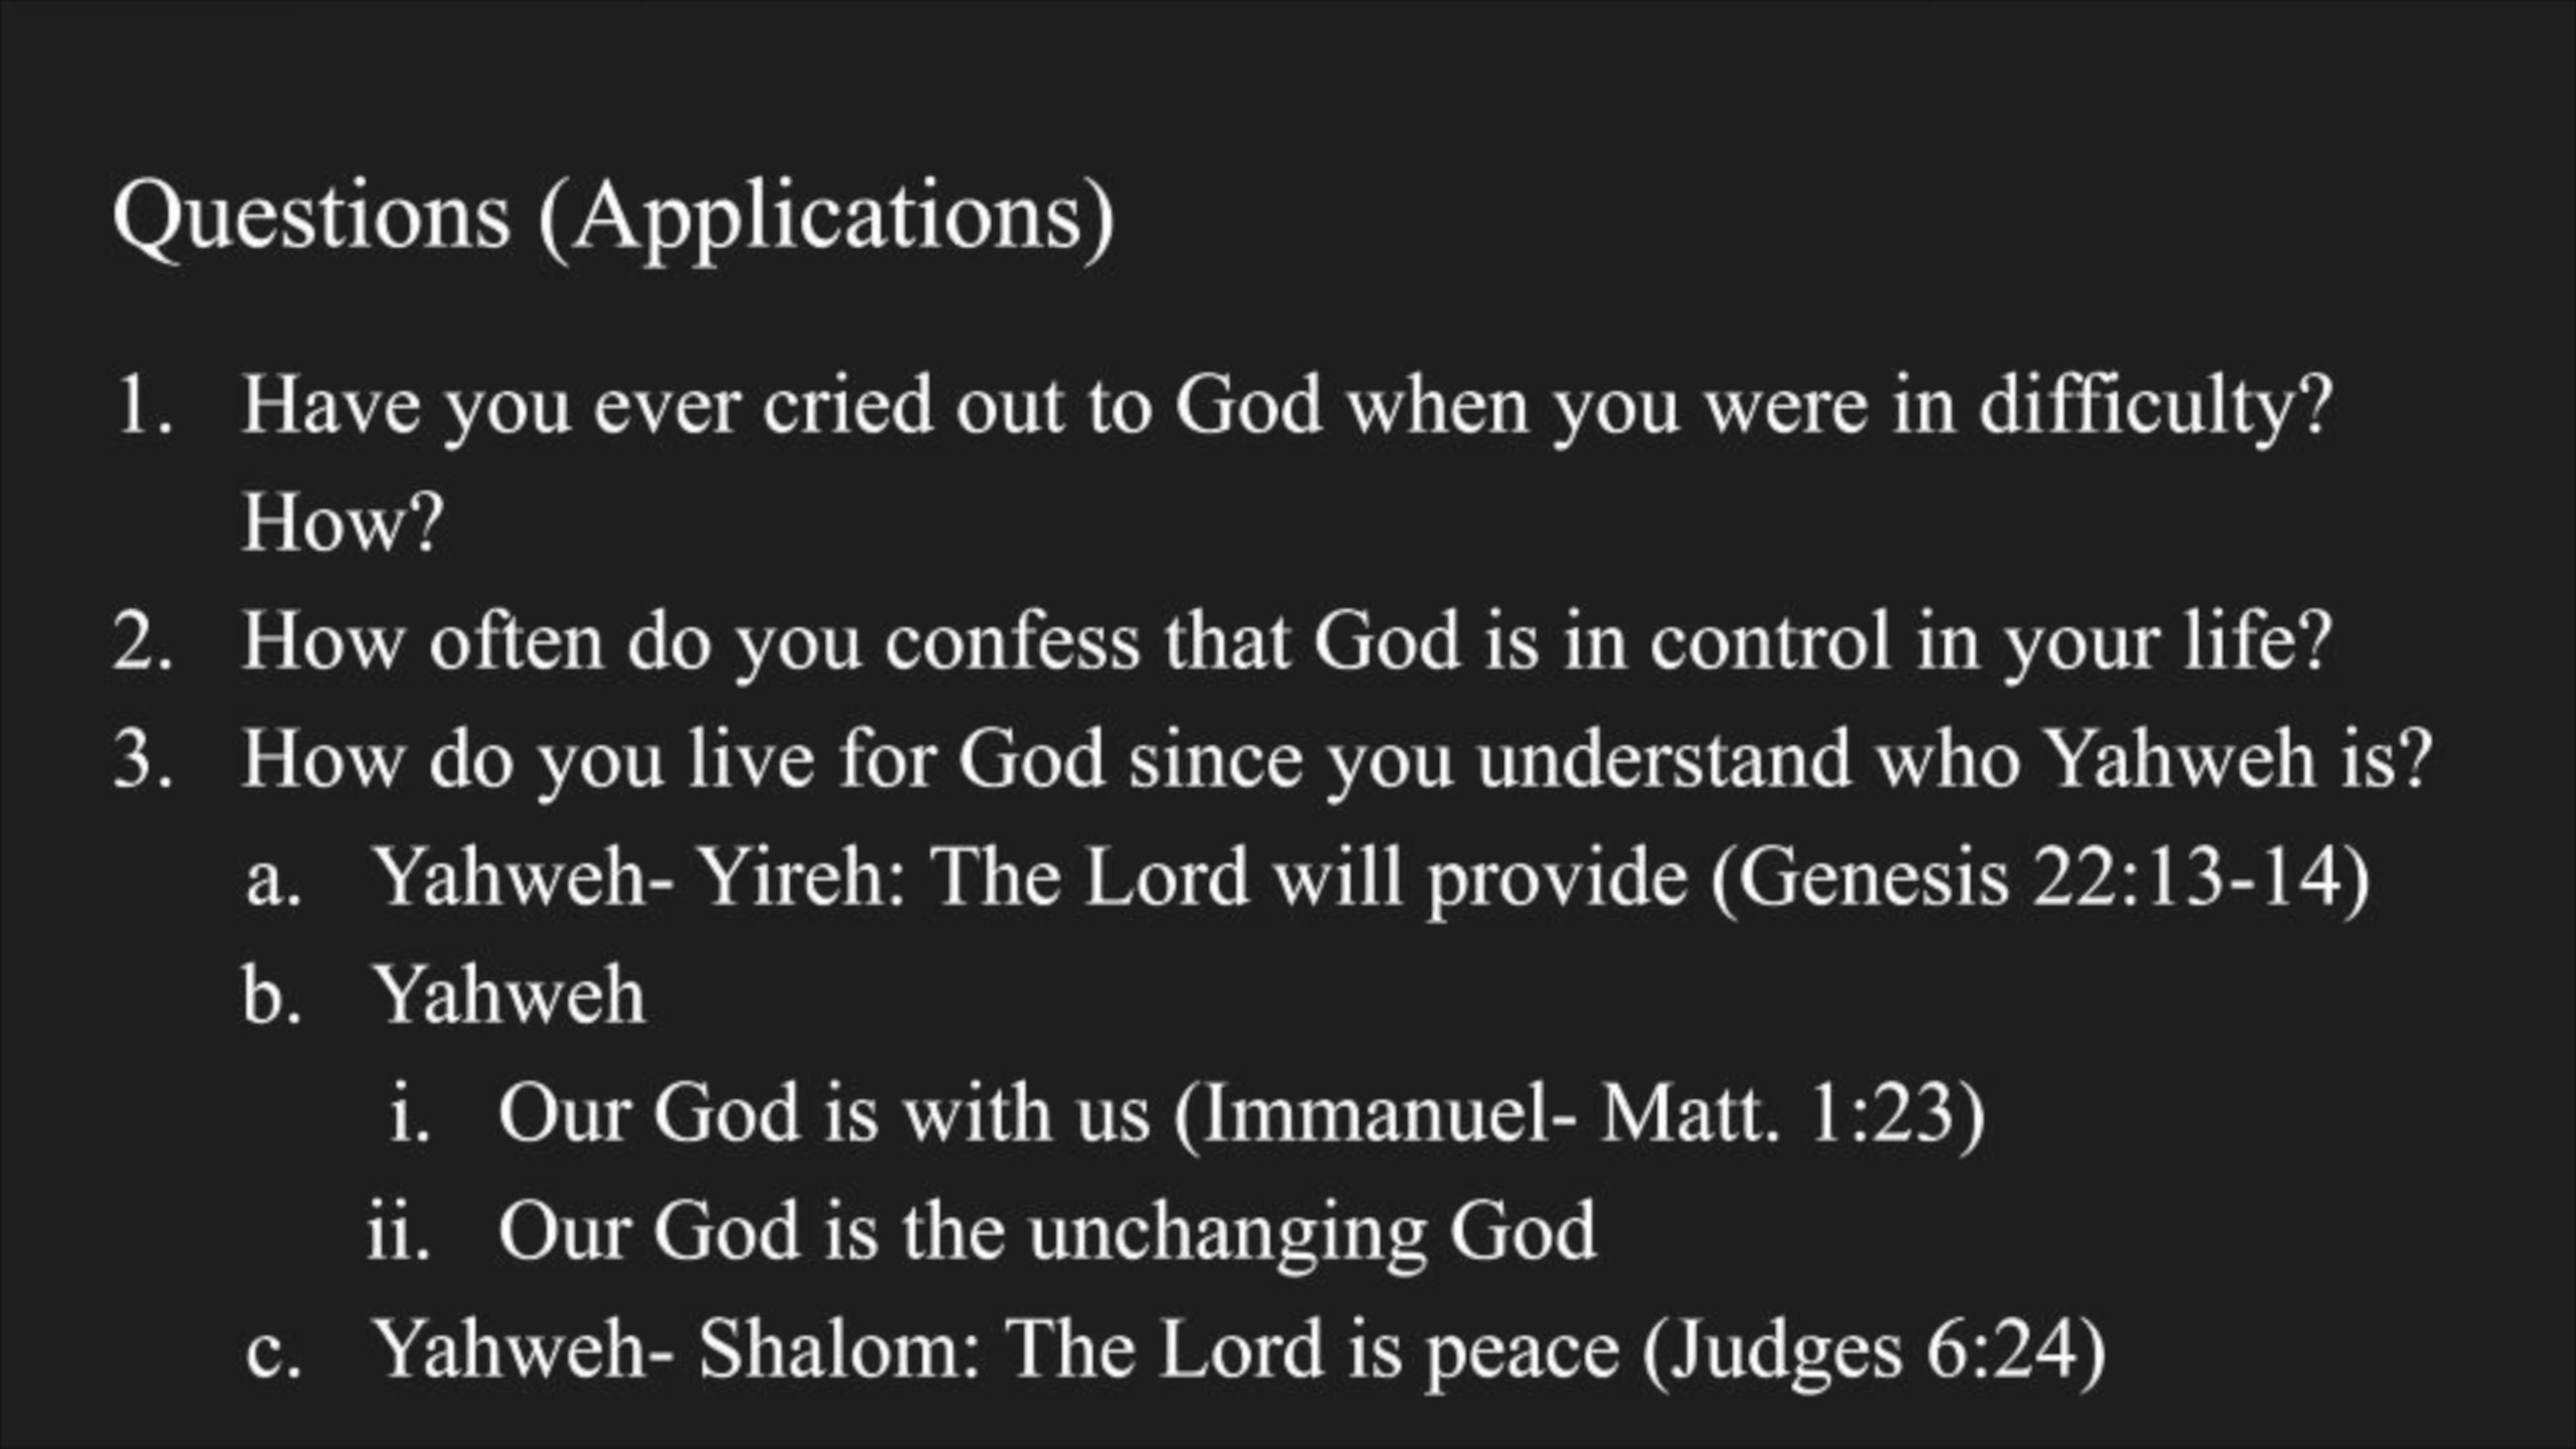 Questions (Applications)
1. Have you ever cried out to God when you were in difficulty?
How?
2. How often do you confess that God is in control in your life?
3. How do you live for God since you understand who Yahweh is?
a. Yahweh- Yireh: The Lord will provide (Genesis 22:13-14)
b. Yahweh
i. Our God is with us (Immanuel- Matt. 1:23)
ii. Our God is the unchanging God
c. Yahweh- Shalom: The Lord is peace (Judges 6:24)